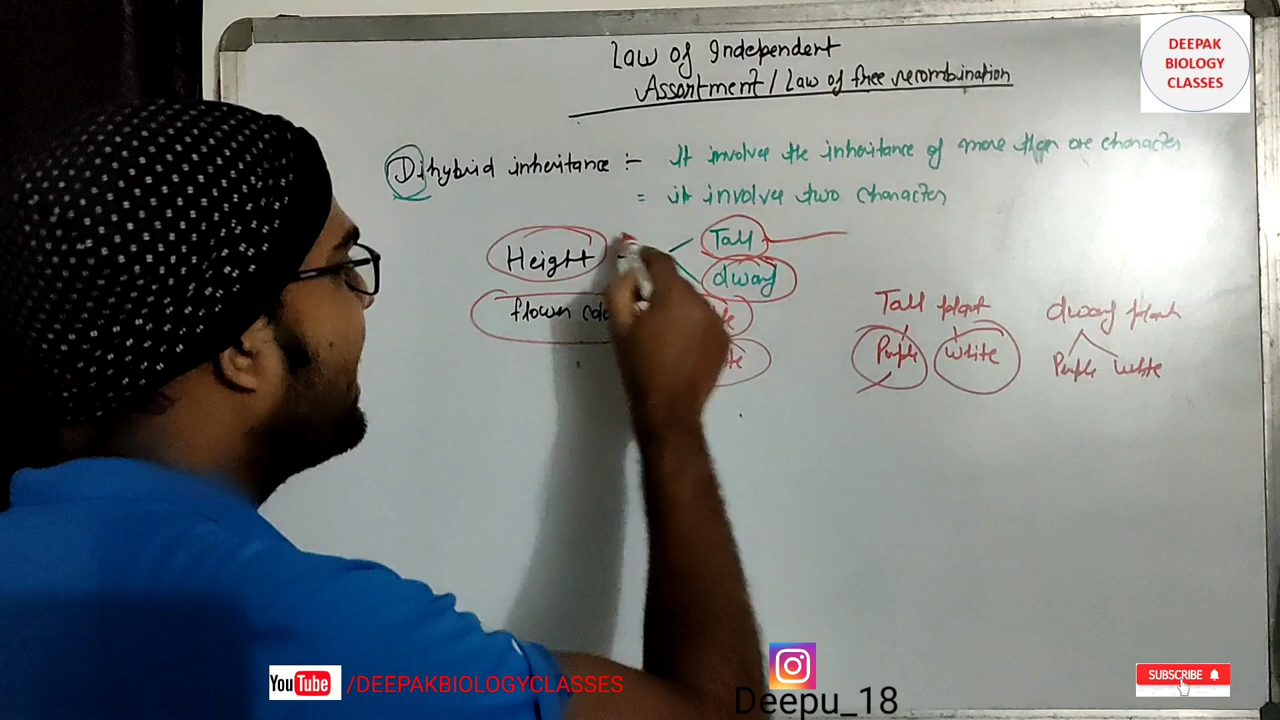 Law of Independent
Assortment / Law of free recombination
DEEPAK
BIOLOGY
CLASSES
Dihybrid inheritance :- It involve the inheritance of more than one character
= it involve two character
Height
Tall
dwarf
flower
Tall plant
dwarf plant
Purple
White
Purple White
YouTube /DEEPAKBIOLOGYCLASSES
Deepu_18
SUBSCRIBE